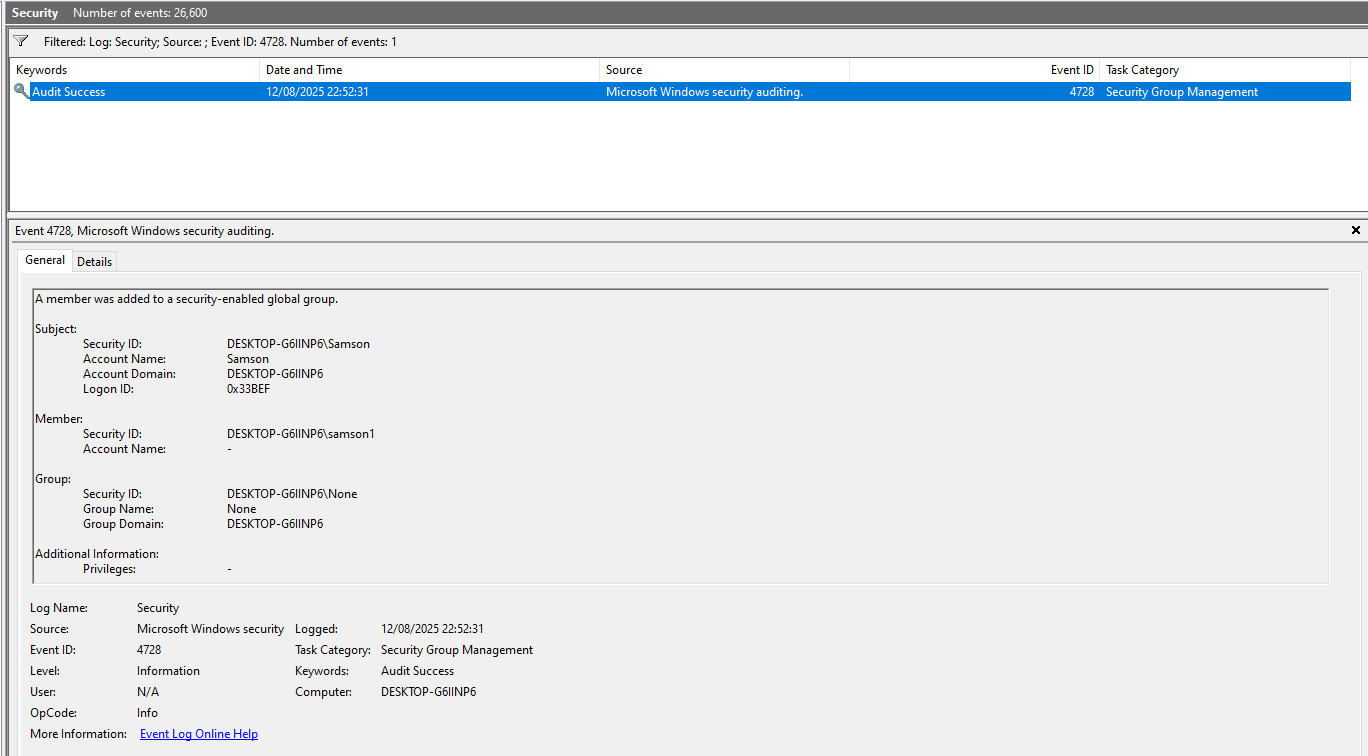 Security Number of events: 26,600
Filtered: Log: Security; Source: ; Event ID: 4728. Number of events: 1
Keywords Date and Time Source Event ID Task Category
Audit Success 12/08/2025 22:52:31 Microsoft Windows security auditing. 4728 Security Group Management
Event 4728, Microsoft Windows security auditing.
General Details
A member was added to a security-enabled global group.
Subject:
Security ID: DESKTOP-G6IINP6\Samson
Account Name: Samson
Account Domain: DESKTOP-G6IINP6
Logon ID: 0x33BEF
Member:
Security ID: DESKTOP-G6IINP6\samson1
Account Name: -
Group:
Security ID: DESKTOP-G6IINP6\None
Group Name: None
Group Domain: DESKTOP-G6IINP6
Additional Information:
Privileges: -
Log Name: Security
Source: Microsoft Windows security Logged: 12/08/2025 22:52:31
Event ID: 4728 Task Category: Security Group Management
Level: Information Keywords: Audit Success
User: N/A Computer: DESKTOP-G6IINP6
OpCode: Info
More Information: Event Log Online Help